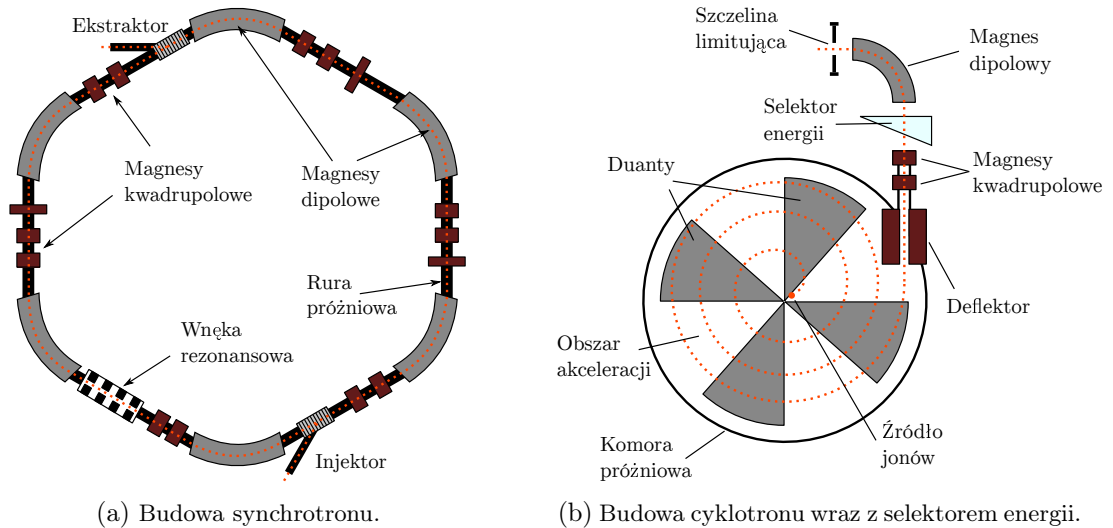 Ekstraktor
Magnesy
kwadrupolowe
Magnesy
dipolowe
Rura
próżniowa
Wnęka
rezonansowa
Injektor
(a) Budowa synchrotronu.
Szczelina
limitująca
Magnes
dipolowy
Selektor
energii
Duanty
Magnesy
kwadrupolowe
Deflektor
Obszar
akceleracji
Komora
próżniowa
Źródło
jonów
(b) Budowa cyklotronu wraz z selektorem energii.